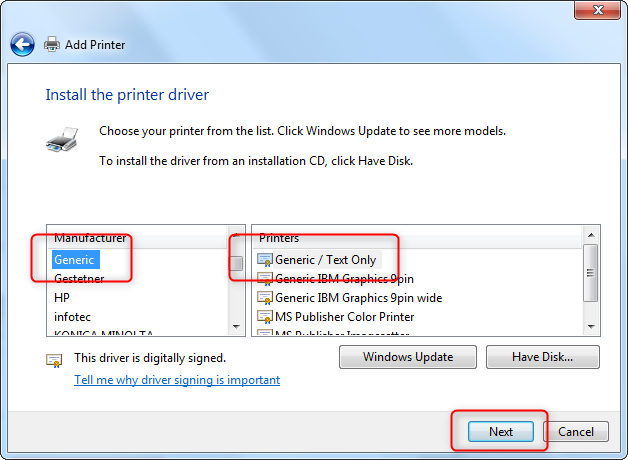 Add Printer
Install the printer driver
Choose your printer from the list. Click Windows Update to see more models.
To install the driver from an installation CD, click Have Disk.
Manufacturer
Generic
Gestetner
HP
infotec
KONICA MINOLTA
Printers
Generic / Text Only
Generic IBM Graphics 9pin
Generic IBM Graphics 9pin wide
MS Publisher Color Printer
MS Publisher Imagesetter
This driver is digitally signed.
Tell me why driver signing is important
Windows Update
Have Disk...
Next
Cancel